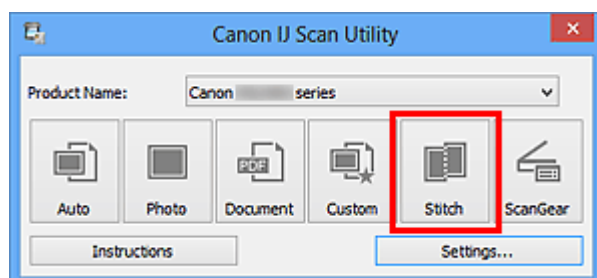 Canon IJ Scan Utility
Product Name: Canon series
PDF
Auto Photo Document Custom Stitch ScanGear
Instructions Settings...